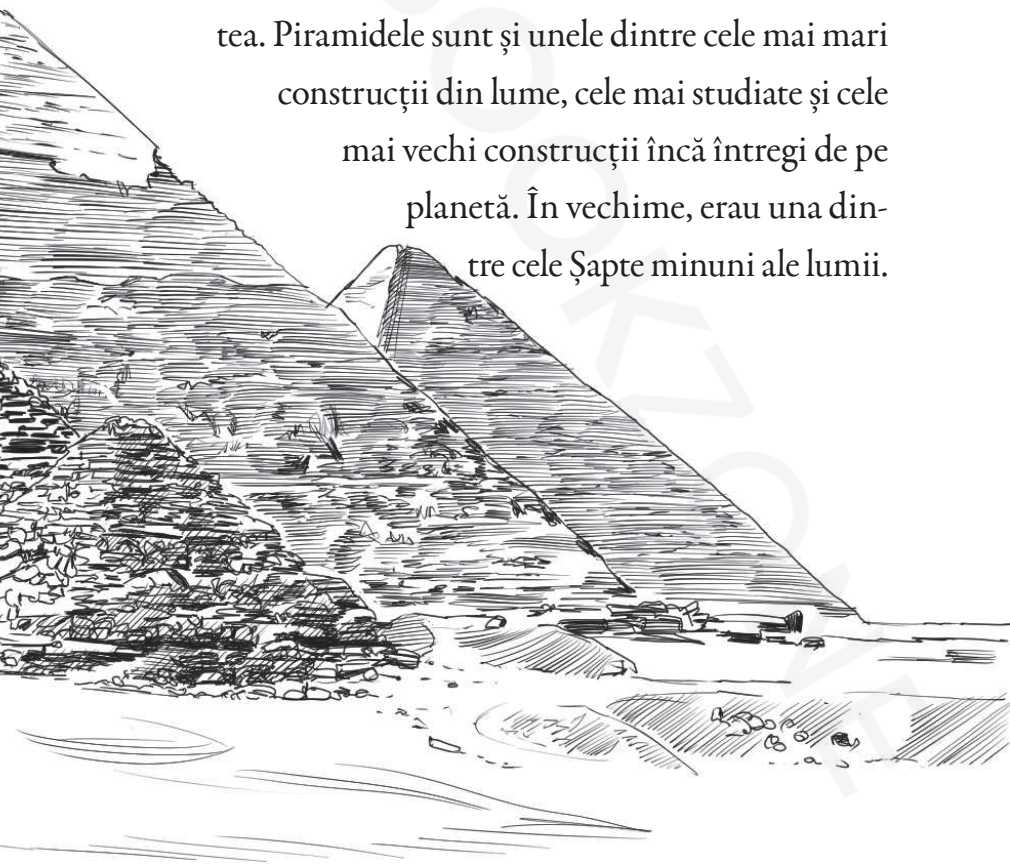 tea. Piramidele sunt și unele dintre cele mai mari
construcții din lume, cele mai studiate și cele
mai vechi construcții încă întregi de pe
planetă. În vechime, erau una din-
tre cele Șapte minuni ale lumii.
BOOKZONE